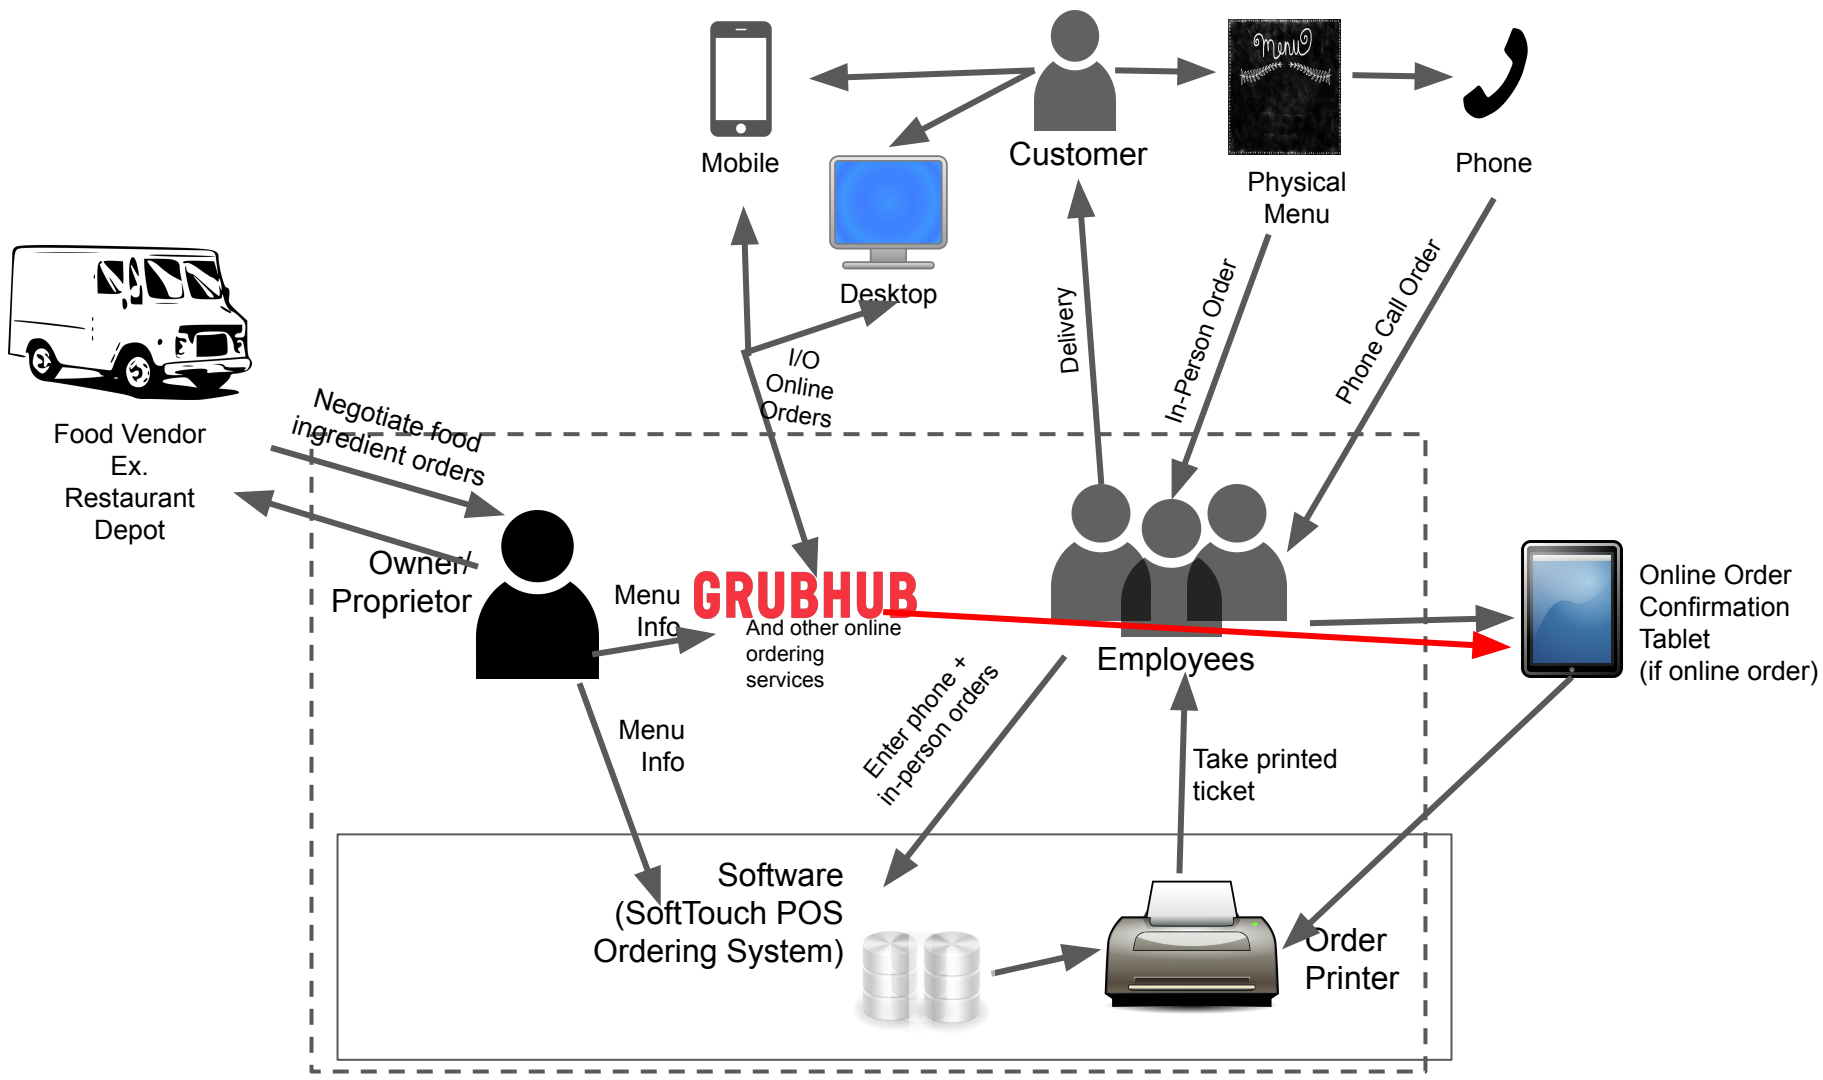 Menu
Mobile
Customer
Physical
Menu
Phone
Desktop
I/O
Online
Orders
Delivery
In-Person Order
Phone Call Order
Negotiate food
ingredient orders
Food Vendor
Ex.
Restaurant
Depot
Owner/
Proprietor
Menu
Info
GRUBHUB
And other online
ordering
services
Employees
Online Order
Confirmation
Tablet
(if online order)
Menu
Info
Enter phone +
in-person orders
Take printed
ticket
Software
(SoftTouch POS
Ordering System)
Order
Printer